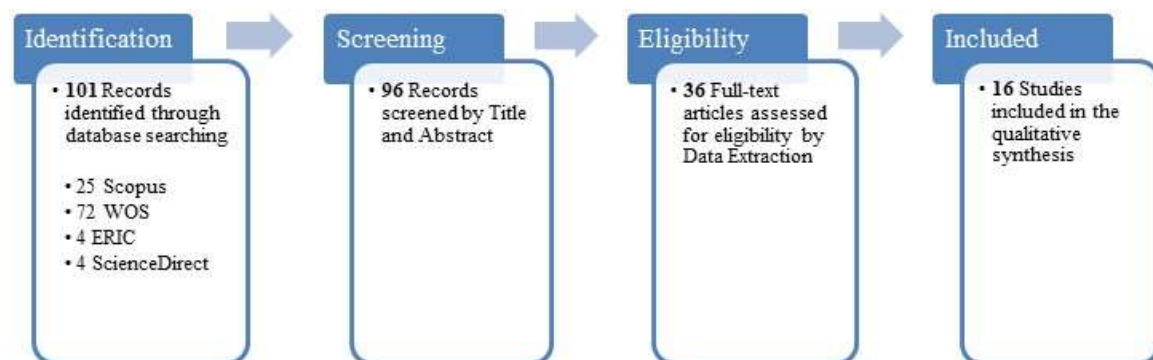 Identification
• 101 Records
identified through
database searching
• 25 Scopus
• 72 WOS
• 4 ERIC
• 4 ScienceDirect
Screening
• 96 Records
screened by Title
and Abstract
Eligibility
• 36 Full-text
articles assessed
for eligibility by
Data Extraction
Included
• 16 Studies
included in the
qualitative
synthesis